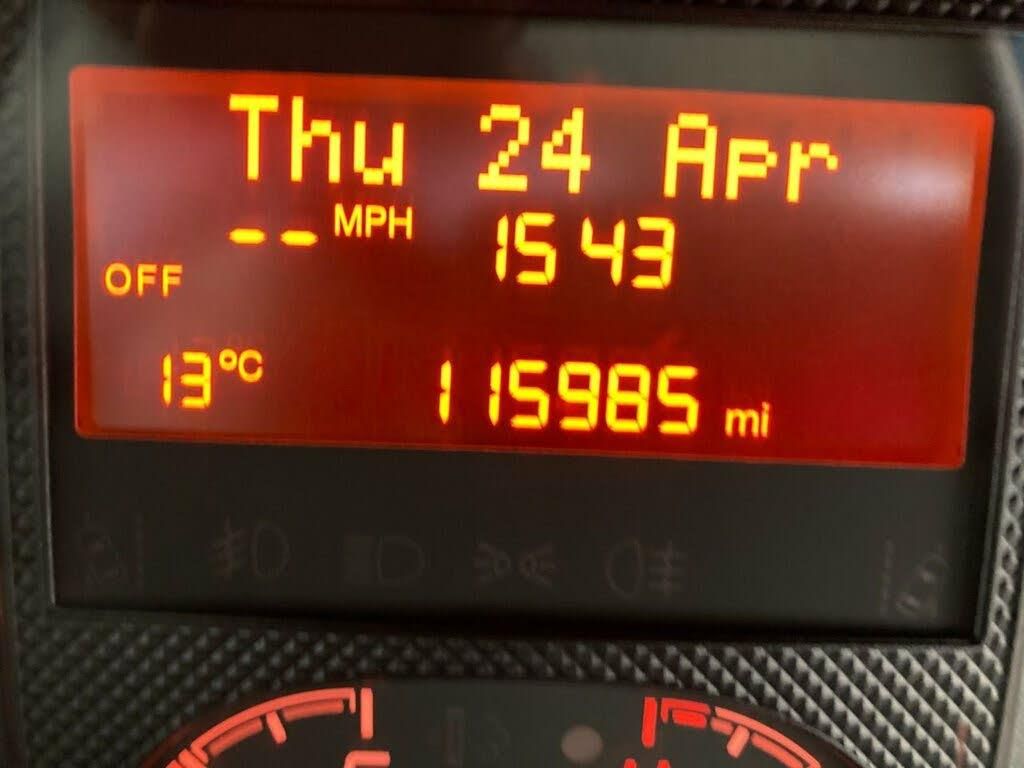 Thu 24 Apr
-- MPH 15 43
OFF
13 °C 115985 mi